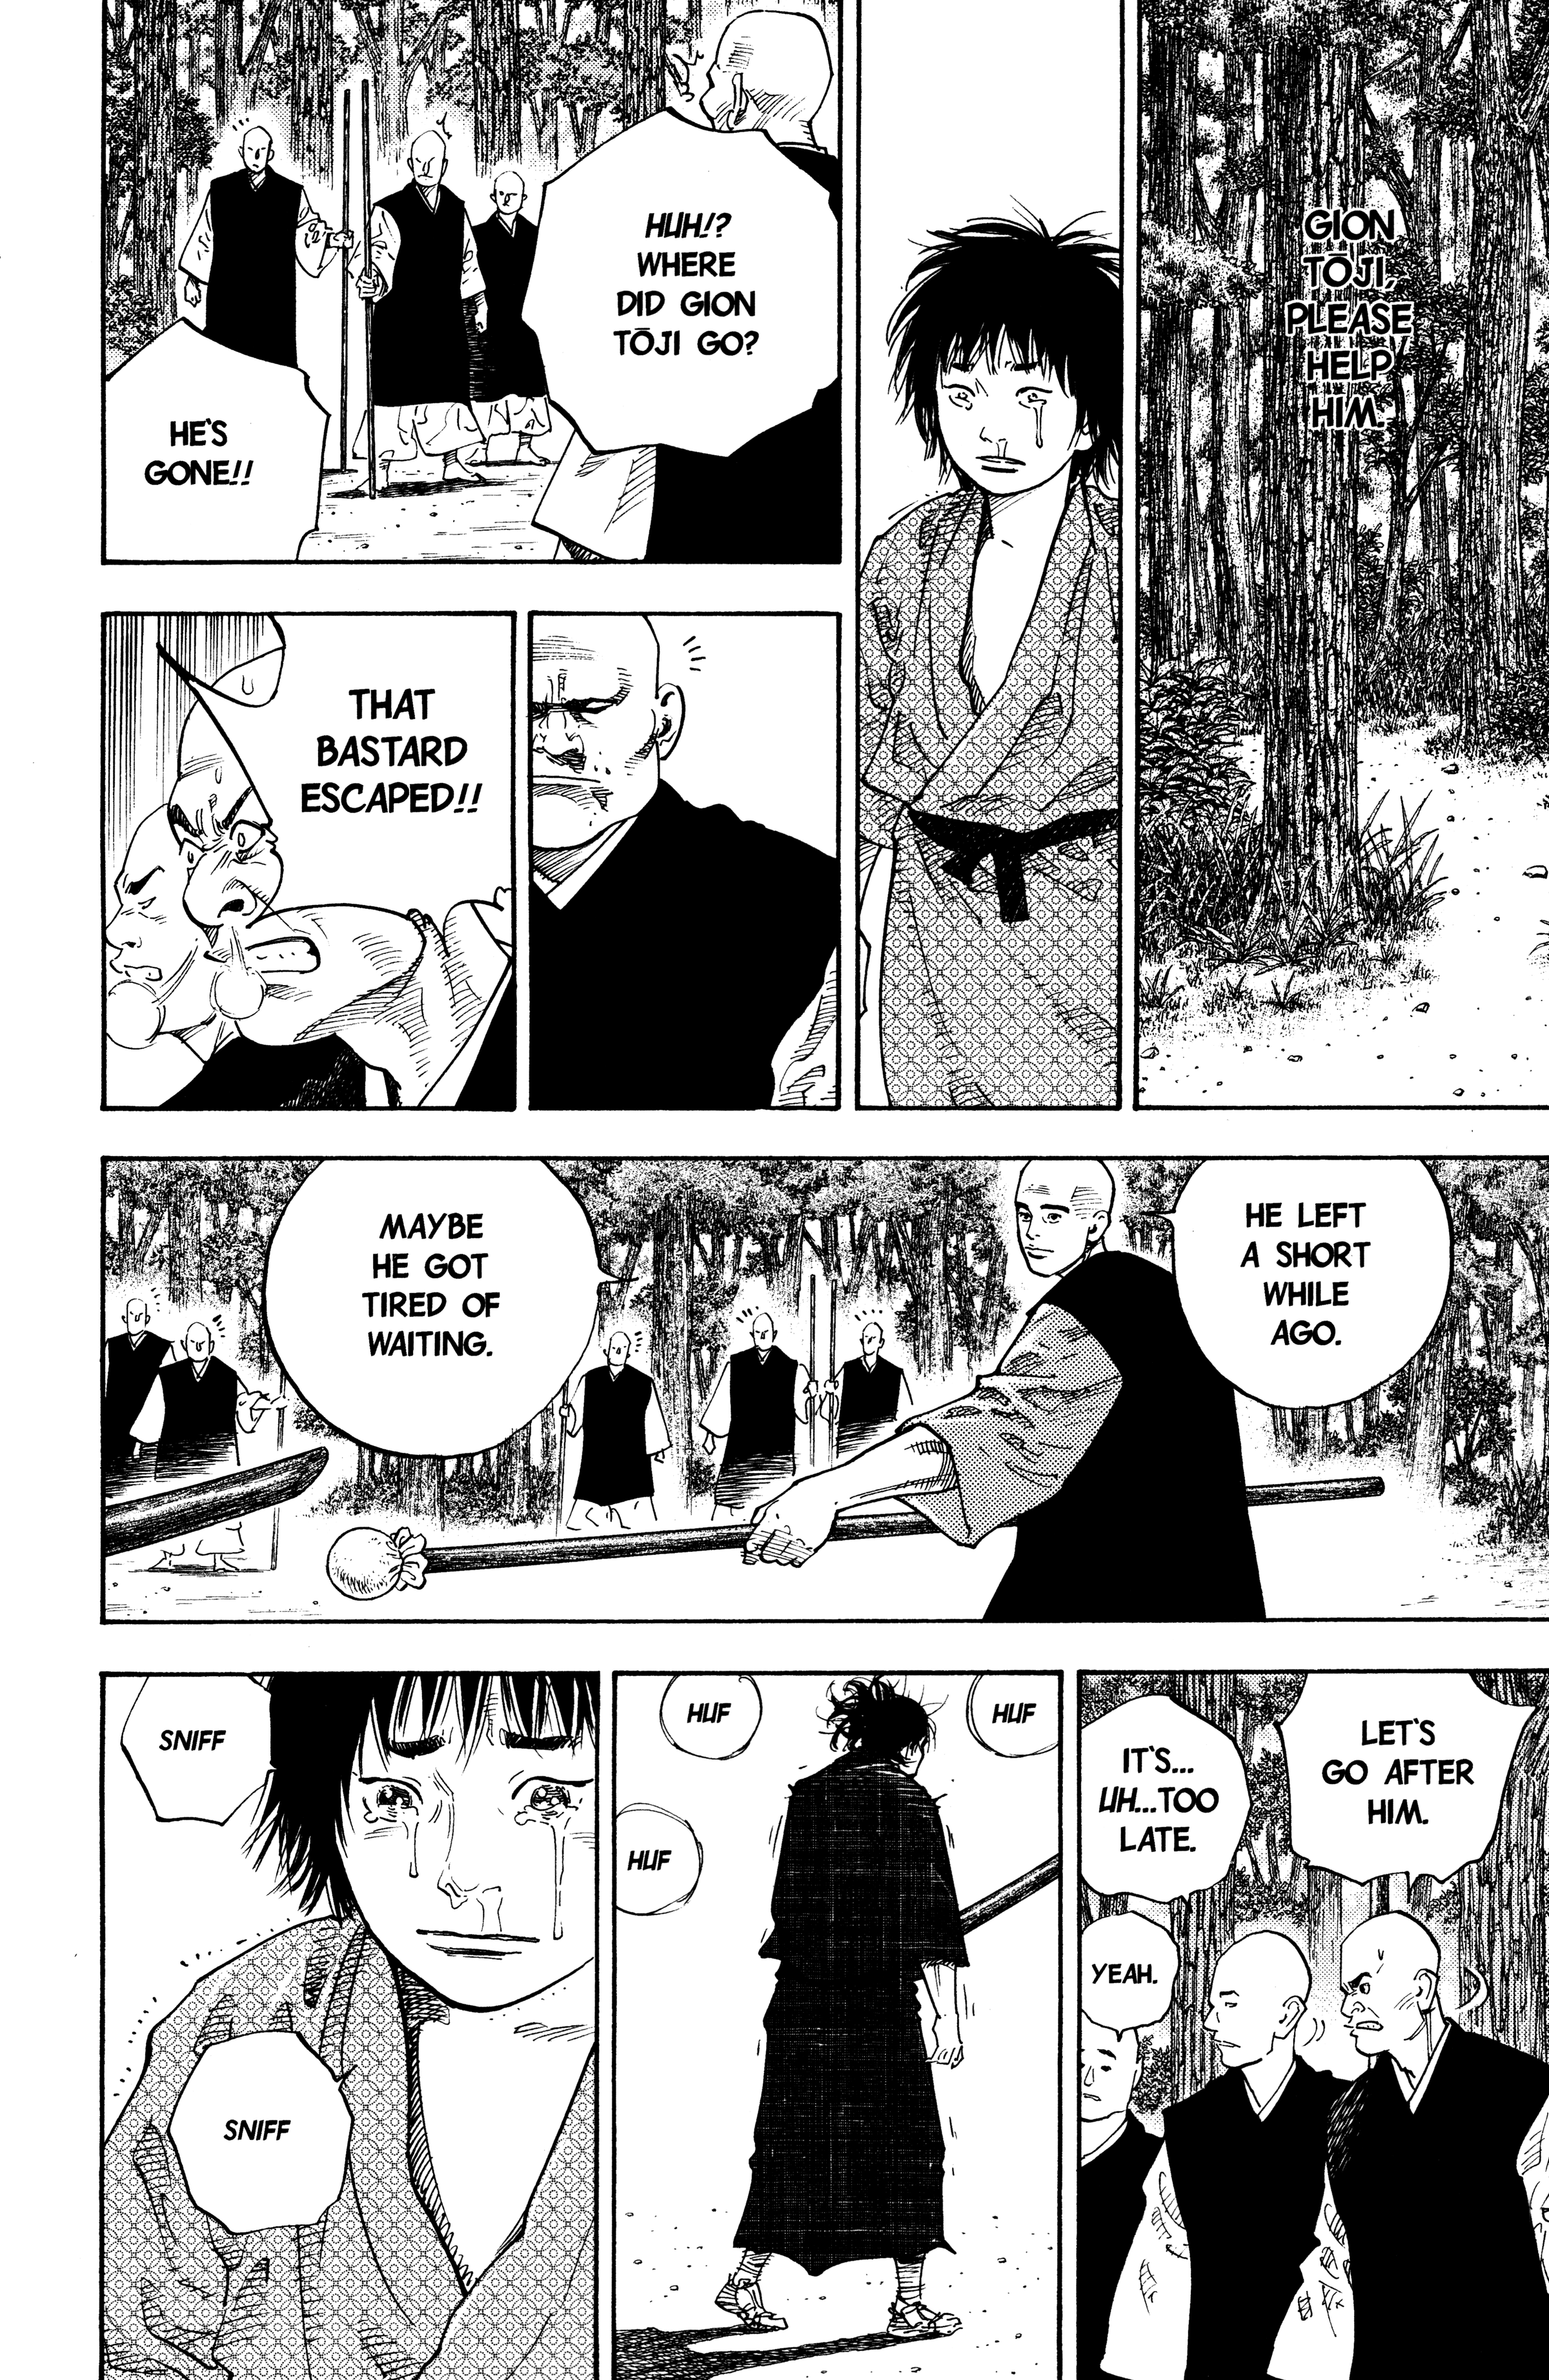 GION
TŌJI,
PLEASE
HELP
HIM.
HUH!?
WHERE
DID GION
TŌJI GO?
HE'S
GONE!!
THAT
BASTARD
ESCAPED!!
HE LEFT
A SHORT
WHILE
AGO.
MAYBE
HE GOT
TIRED OF
WAITING.
LET'S
GO AFTER
HIM.
IT'S...
UH...TOO
LATE.
YEAH.
HUF
HUF
HUF
SNIFF
SNIFF